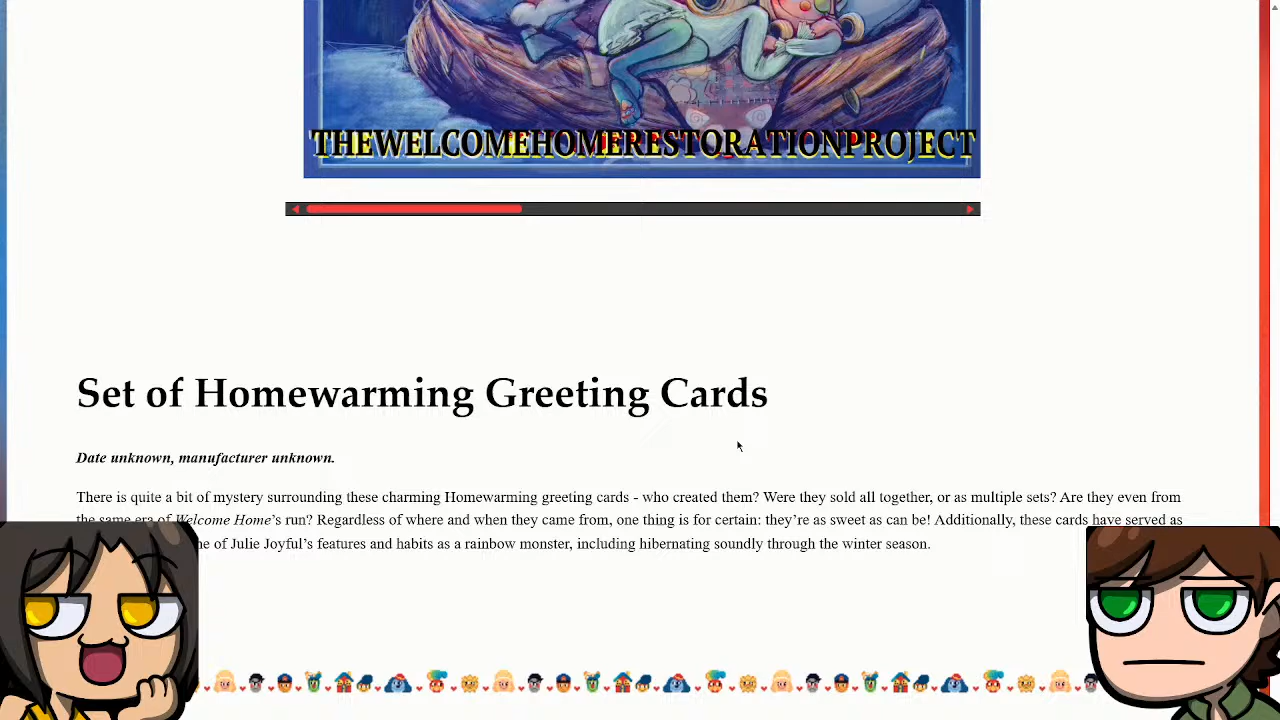 THEWELCOMEHOMERESTORATIONPROJECT
Set of Homewarming Greeting Cards
Date unknown, manufacturer unknown.
There is quite a bit of mystery surrounding these charming Homewarming greeting cards - who created them? Were they sold all together, or as multiple sets? Are they even from
the same era of Welcome Home’s run? Regardless of where and when they came from, one thing is for certain: they’re as sweet as can be! Additionally, these cards have served as
of Julie Joyful’s features and habits as a rainbow monster, including hibernating soundly through the winter season.